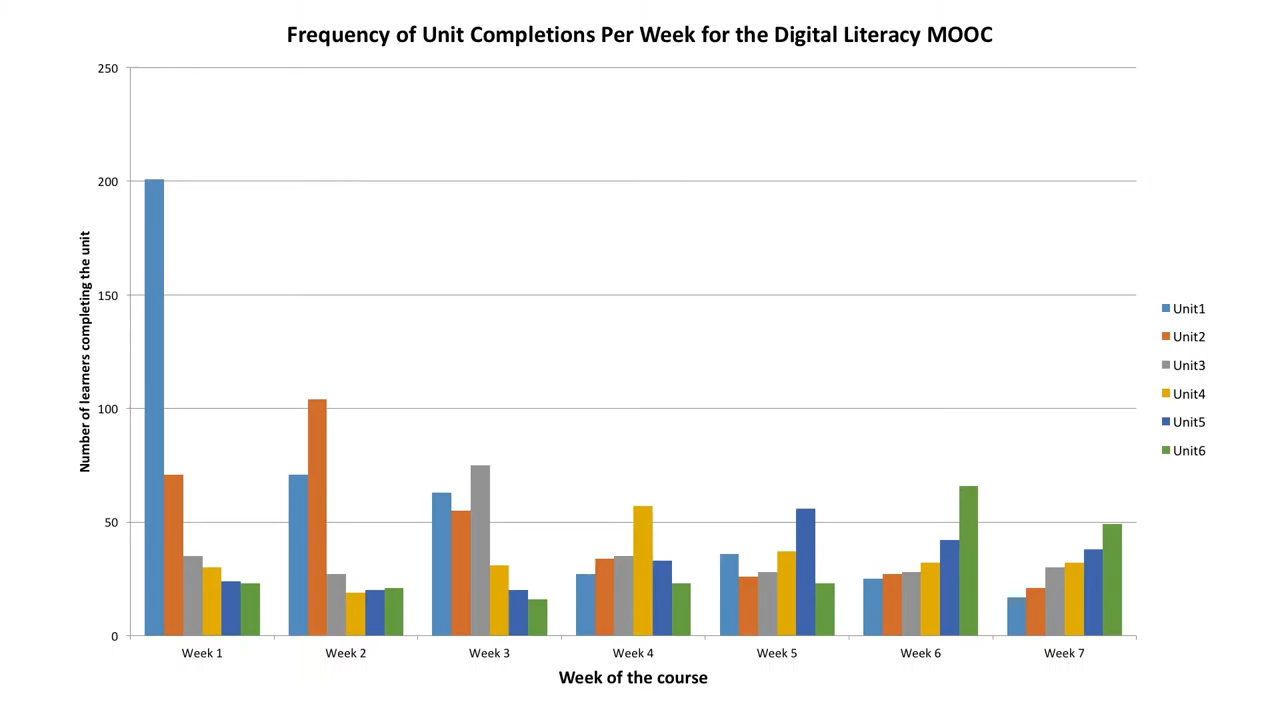 Frequency of Unit Completions Per Week for the Digital Literacy MOOC
250
200
150
100
50
0
Number of learners completing the unit
Week 1
Week 2
Week 3
Week 4
Week 5
Week 6
Week 7
Week of the course
Unit1
Unit2
Unit3
Unit4
Unit5
Unit6